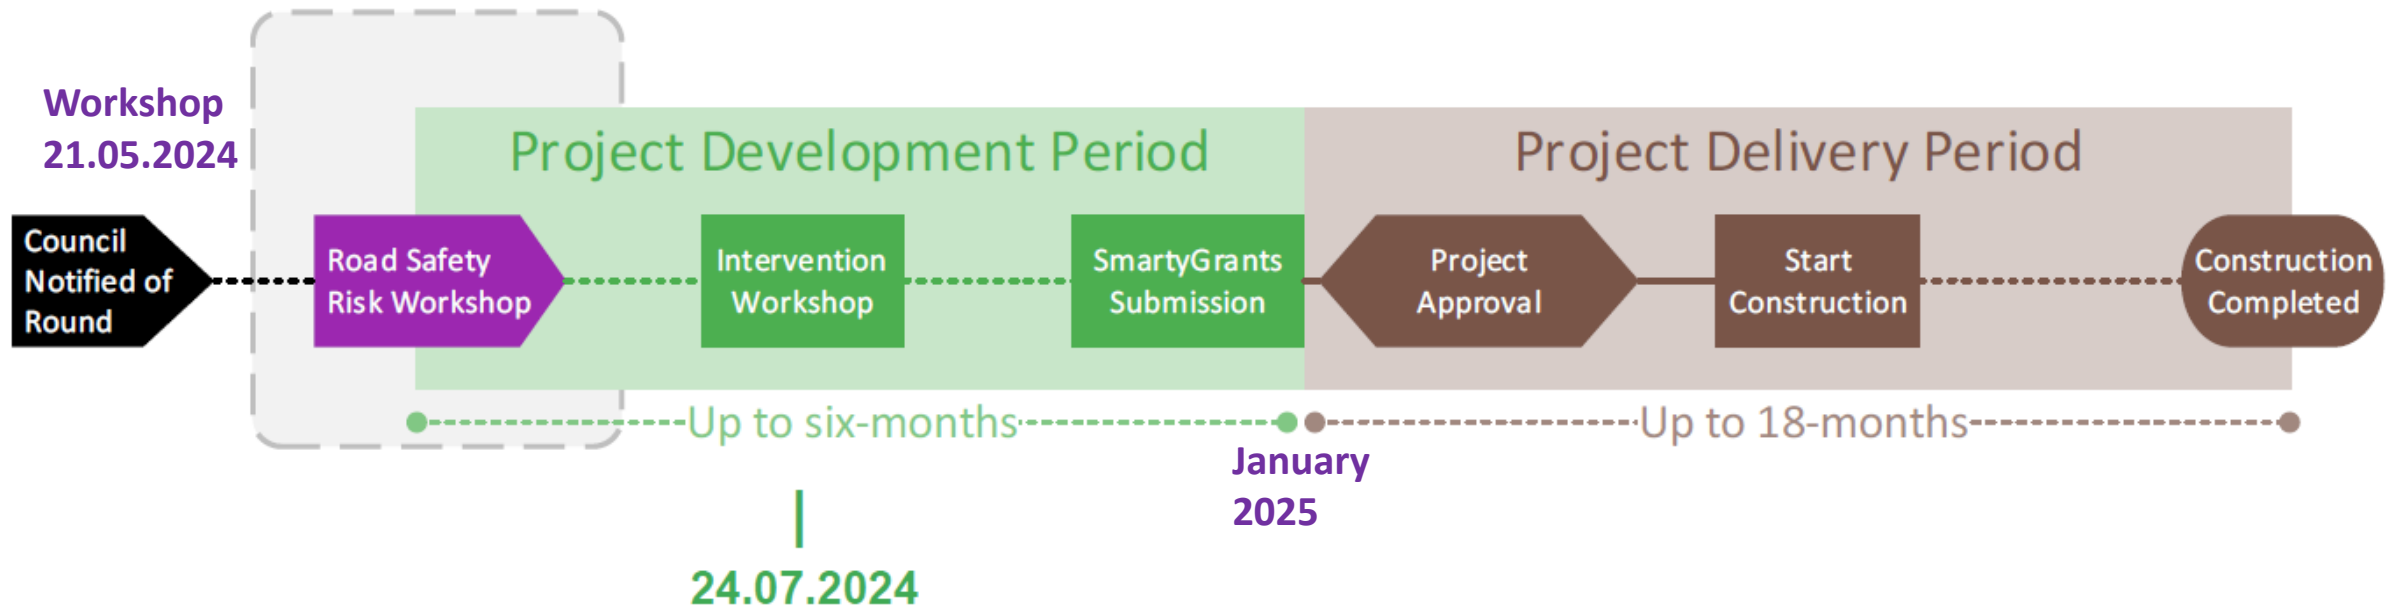 Workshop
21.05.2024
Project Development Period
Project Delivery Period
Council
Notified of
Round
Road Safety
Risk Workshop
Intervention
Workshop
SmartyGrants
Submission
Project
Approval
Start
Construction
Construction
Completed
Up to six-months
Up to 18-months
January
2025
24.07.2024